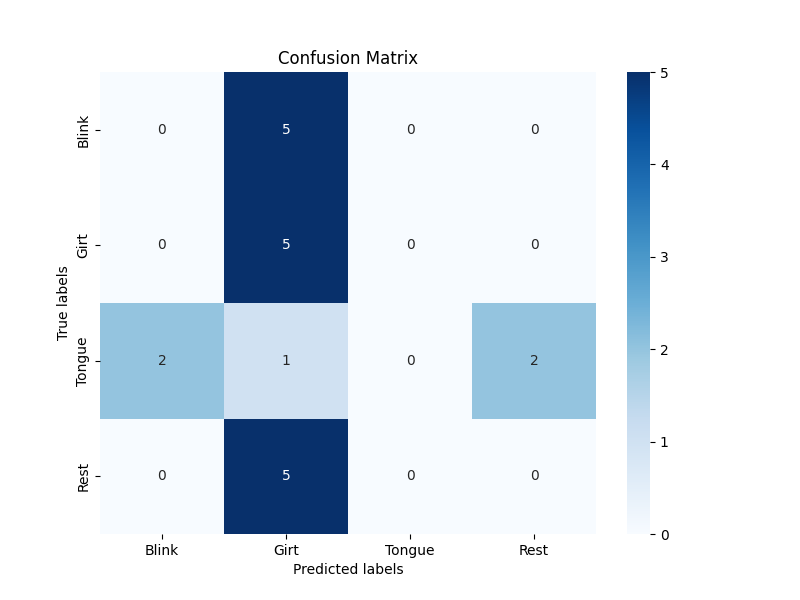 Confusion Matrix
True labels
Blink 0 5 0 0
Girt 0 5 0 0
Tongue 2 1 0 2
Rest 0 5 0 0
Blink Girt Tongue Rest
Predicted labels
5
4
3
2
1
0